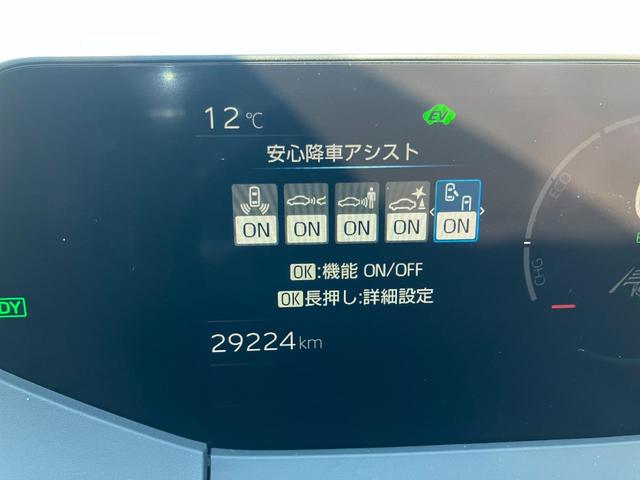 12℃
EV
安心降車アシスト
ON ON ON ON ON
OK:機能 ON/OFF
OK長押し:詳細設定
ECO
CHG
DY
29224km